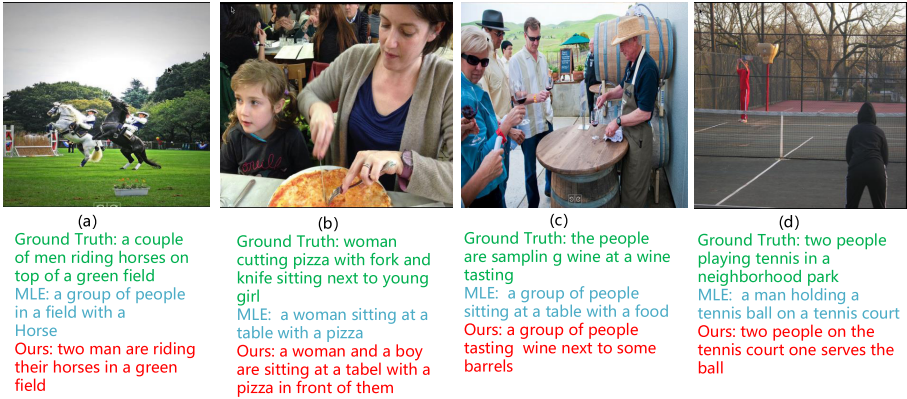 (a)
Ground Truth: a couple
of men riding horses on
top of a green field
MLE: a group of people
in a field with a
Horse
Ours: two man are riding
their horses in a green
field
(b)
Ground Truth: woman
cutting pizza with fork and
knife sitting next to young
girl
MLE: a woman sitting at a
table with a pizza
Ours: a woman and a boy
are sitting at a tabel with a
pizza in front of them
(c)
Ground Truth: the people
are samplin g wine at a wine
tasting
MLE: a group of people
sitting at a table with a food
Ours: a group of people
tasting wine next to some
barrels
(d)
Ground Truth: two people
playing tennis in a
neighborhood park
MLE: a man holding a
tennis ball on a tennis court
Ours: two people on the
tennis court one serves the
ball